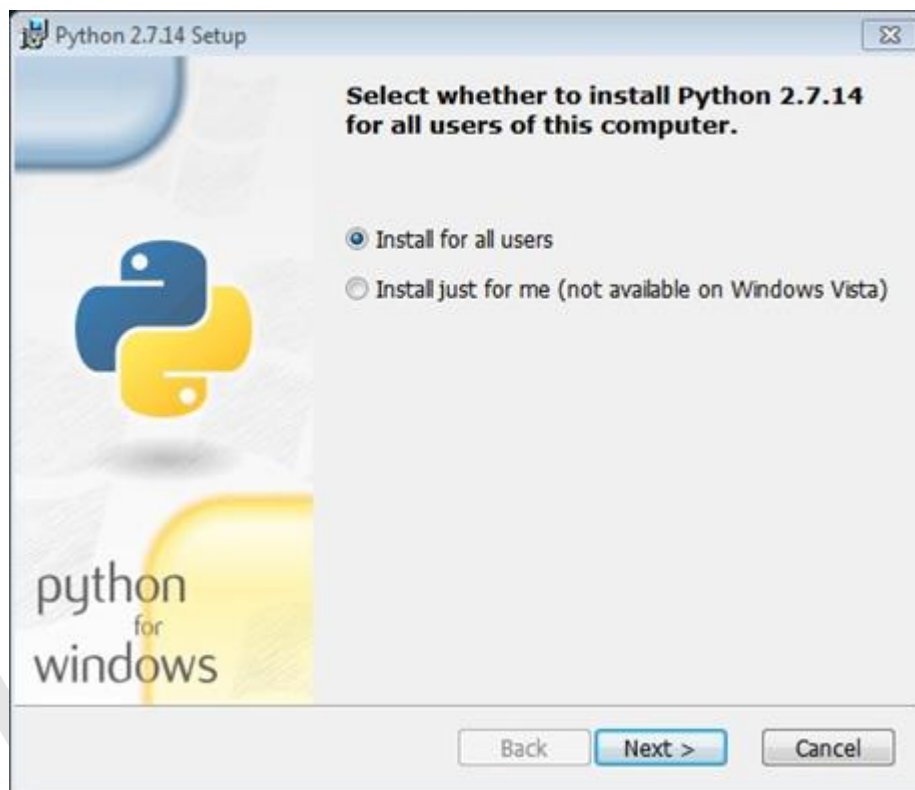 Python 2.7.14 Setup
Select whether to install Python 2.7.14
for all users of this computer.
Install for all users
Install just for me (not available on Windows Vista)
python
for
windows
Back
Next >
Cancel